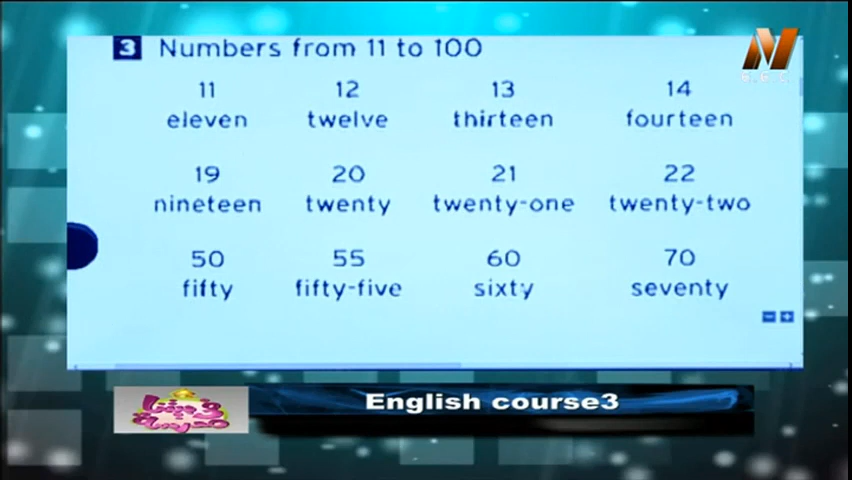 3 Numbers from 11 to 100
11 12 13 14
eleven twelve thirteen fourteen
19 20 21 22
nineteen twenty twenty-one twenty-two
50 55 60 70
fifty fifty-five sixty seventy
English course3